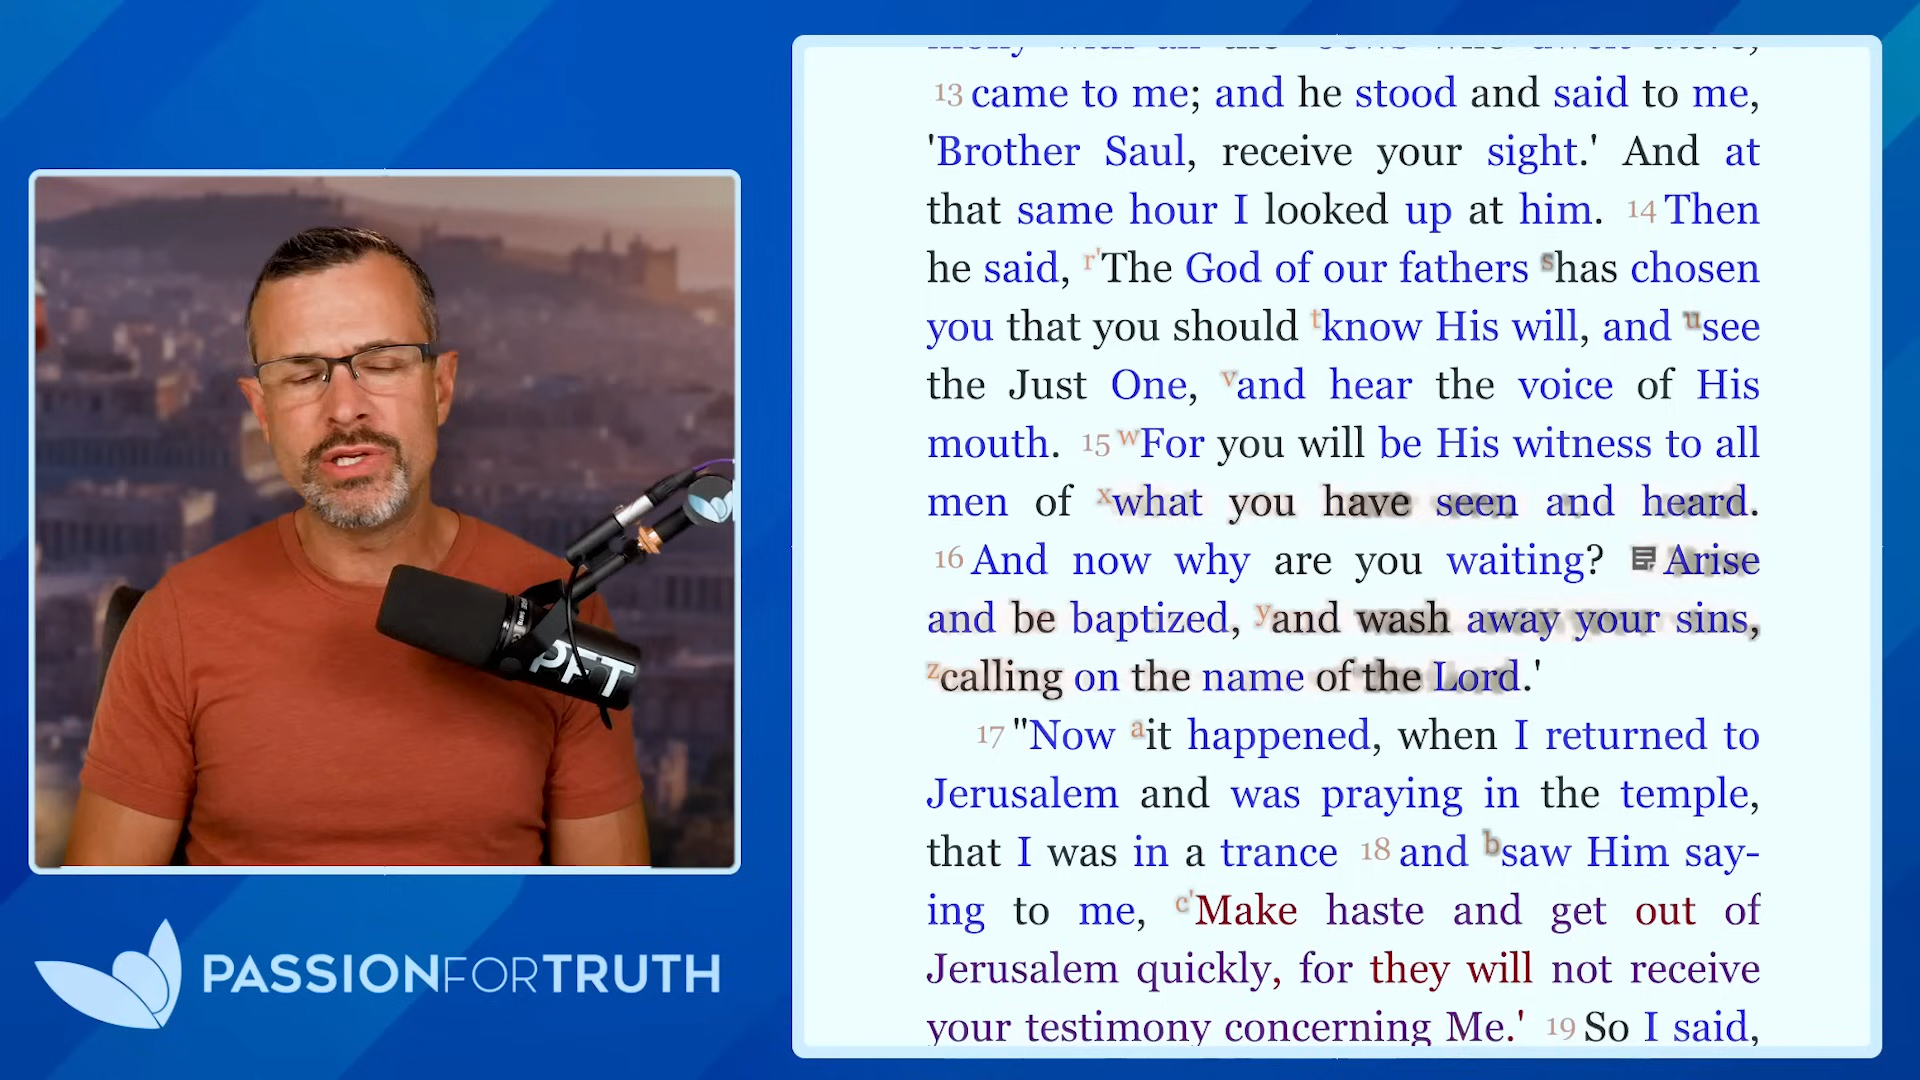 13 came to me; and he stood and said to me,
'Brother Saul, receive your sight.' And at
that same hour I looked up at him. 14 Then
he said, r'The God of our fathers shas chosen
you that you should tknow His will, and usee
the Just One, vand hear the voice of His
mouth. 15 wFor you will be His witness to all
men of xwhat you have seen and heard.
16 And now why are you waiting? Arise
and be baptized, yand wash away your sins,
zcalling on the name of the Lord.'
17 "Now ait happened, when I returned to
Jerusalem and was praying in the temple,
that I was in a trance 18 and bsaw Him say-
ing to me, c'Make haste and get out of
Jerusalem quickly, for they will not receive
your testimony concerning Me.' 19 So I said,
PFT
PASSIONFORTRUTH